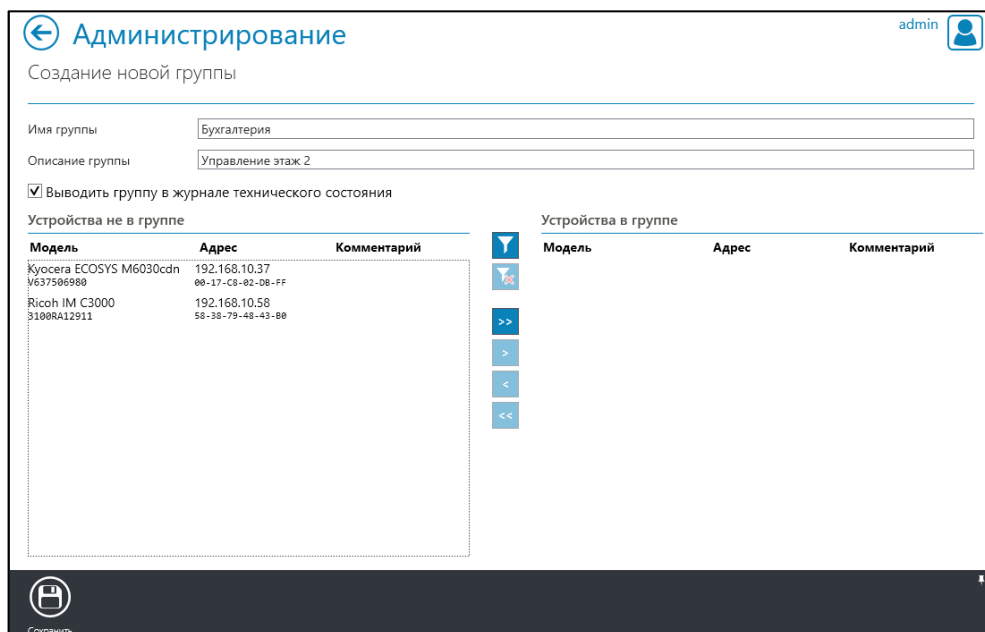 Администрирование
admin
Создание новой группы
Имя группы Бухгалтерия
Описание группы Управление этаж 2
Выводить группу в журнале технического состояния
Устройства не в группе Устройства в группе
Модель Адрес Комментарий Модель Адрес Комментарий
Kyocera ECOSYS M6030cdn 192.168.10.37
V637506980 00-17-C8-02-DB-FF
Ricoh IM C3000 192.168.10.58
3100RA12911 58-38-79-48-43-B0
>>
>
<
<<
Сохранить